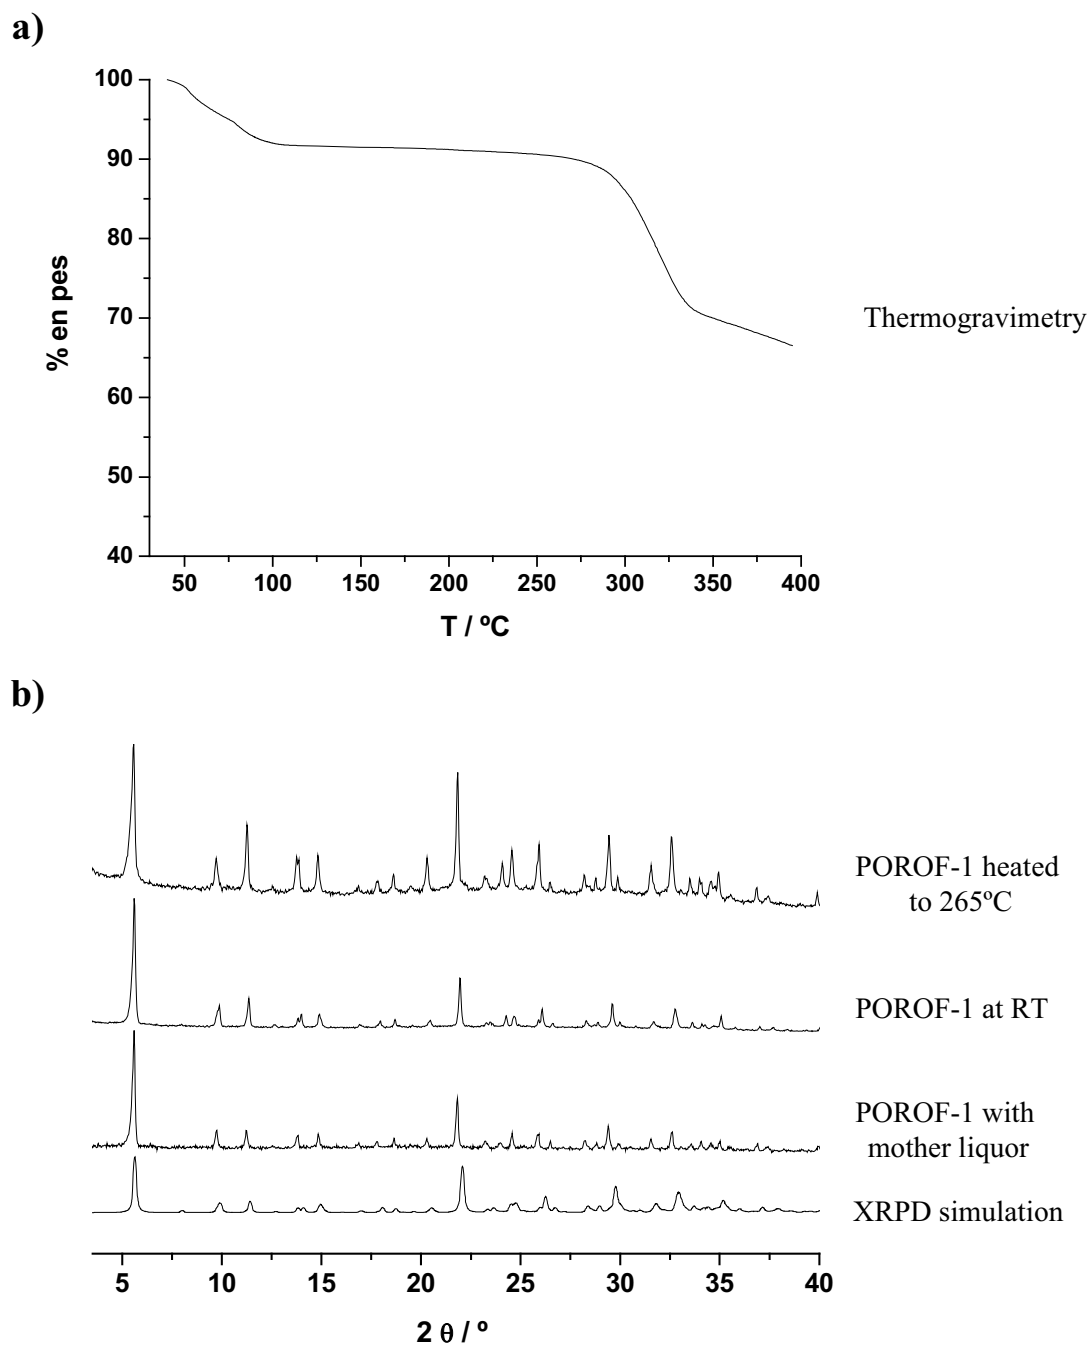 a)
100
90
80
70
60
50
40
% en pes
50 100 150 200 250 300 350 400
T / ºC
Thermogravimetry
b)
POROF-1 heated
to 265ºC
POROF-1 at RT
POROF-1 with
mother liquor
XRPD simulation
5 10 15 20 25 30 35 40
2 θ / º